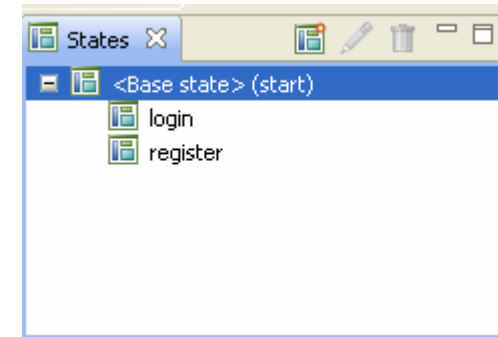 States
<Base state> (start)
login
register